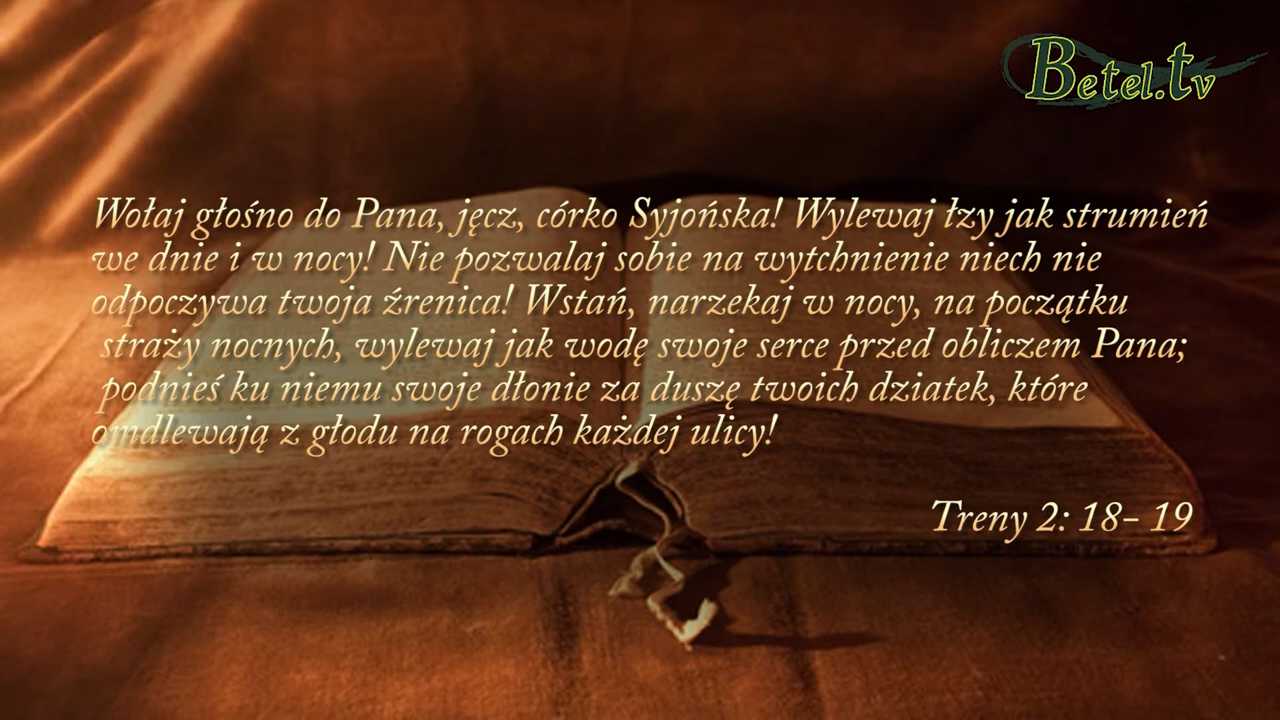 Betel.tv
Wołaj głośno do Pana, jęcz, córko Syjońska! Wylewaj łzy jak strumień
we dnie i w nocy! Nie pozwalaj sobie na wytchnienie niech nie
odpoczywa twoja źrenica! Wstań, narzekaj w nocy, na początku
straży nocnych, wylewaj jak wodę swoje serce przed obliczem Pana;
podnieś ku niemu swoje dłonie za duszę twoich dziatek, które
omdlewają z głodu na rogach każdej ulicy!
Treny 2: 18- 19